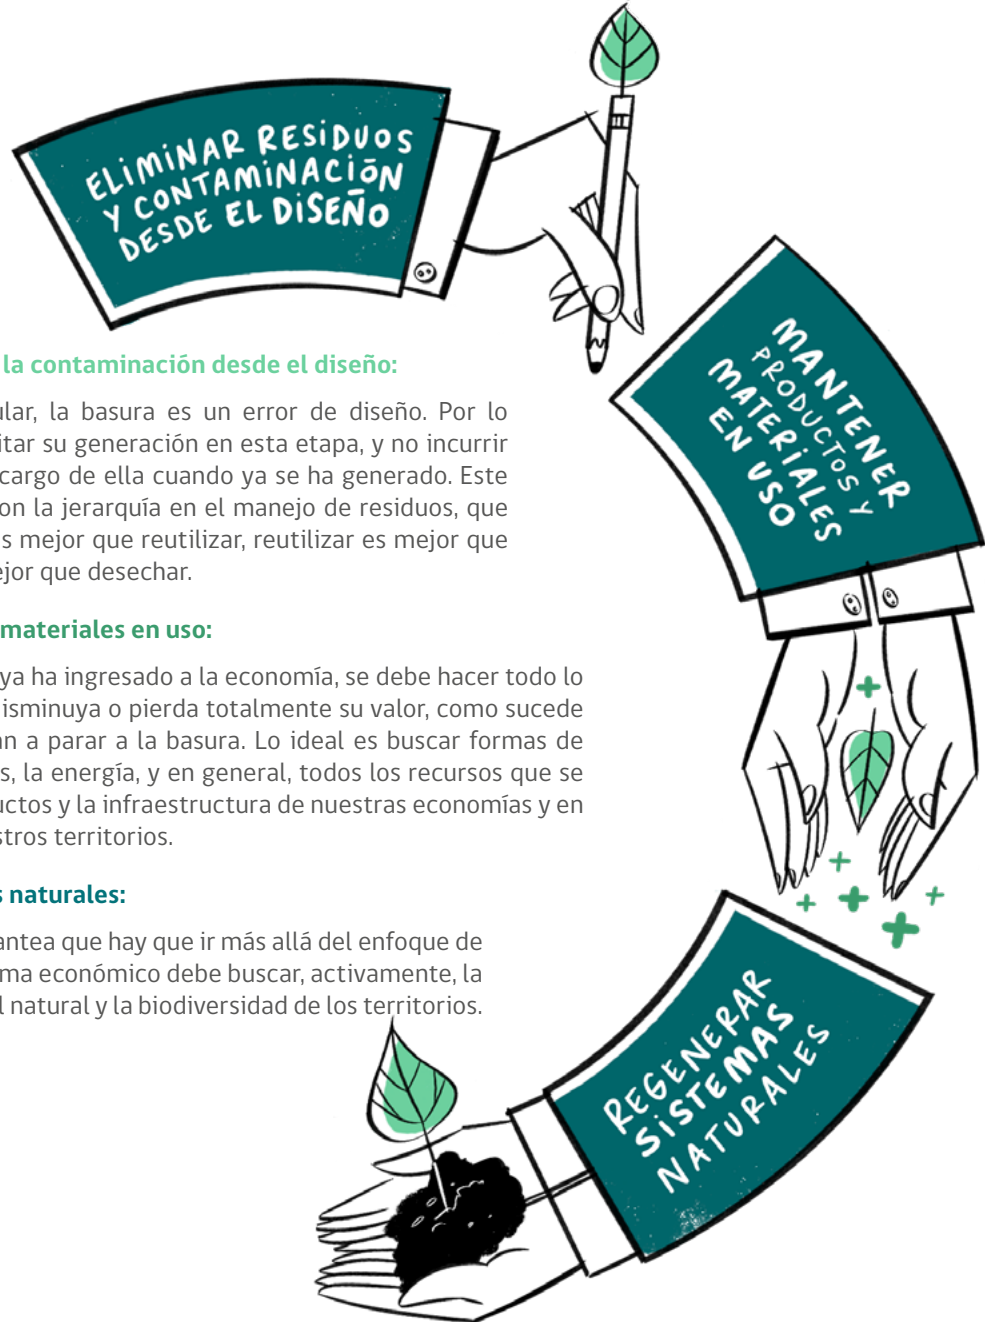 ELIMINAR RESIDUOS
Y CONTAMINACIÓN
DESDE EL DISEÑO
la contaminación desde el diseño:
ular, la basura es un error de diseño. Por lo
itar su generación en esta etapa, y no incurrir
cargo de ella cuando ya se ha generado. Este
on la jerarquía en el manejo de residuos, que
s mejor que reutilizar, reutilizar es mejor que
ejor que desechar.
MANTENER
PRODUCTOS Y
MATERIALES
EN USO
materiales en uso:
ya ha ingresado a la economía, se debe hacer todo lo
isminuya o pierda totalmente su valor, como sucede
an a parar a la basura. Lo ideal es buscar formas de
s, la energía, y en general, todos los recursos que se
uctos y la infraestructura de nuestras economías y en
stros territorios.
s naturales:
antea que hay que ir más allá del enfoque de
ma económico debe buscar, activamente, la
l natural y la biodiversidad de los territorios.
REGENERAR
SISTEMAS
NATURALES